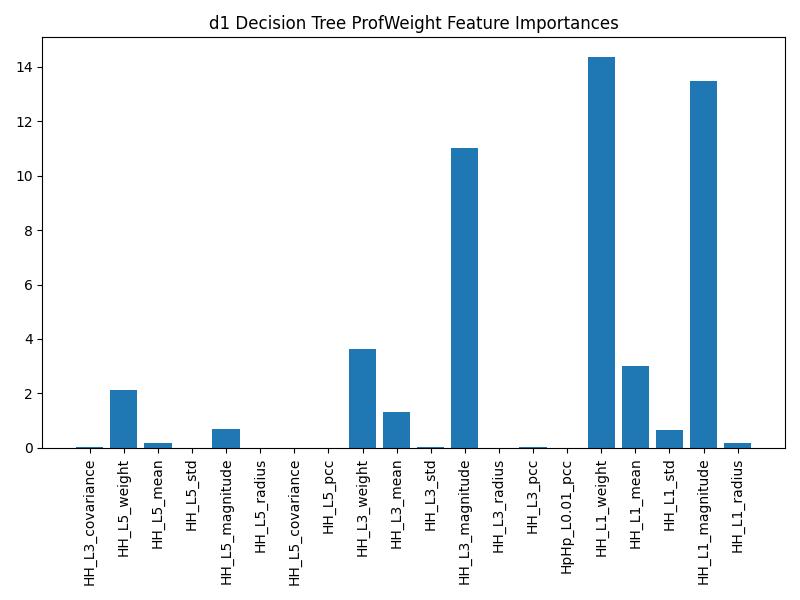 d1 Decision Tree ProfWeight Feature Importances
14
12
10
8
6
4
2
0
HH_L3_covariance
HH_L5_weight
HH_L5_mean
HH_L5_std
HH_L5_magnitude
HH_L5_radius
HH_L5_covariance
HH_L5_pcc
HH_L3_weight
HH_L3_mean
HH_L3_std
HH_L3_magnitude
HH_L3_radius
HH_L3_pcc
HpHp_L0.01_pcc
HH_L1_weight
HH_L1_mean
HH_L1_std
HH_L1_magnitude
HH_L1_radius